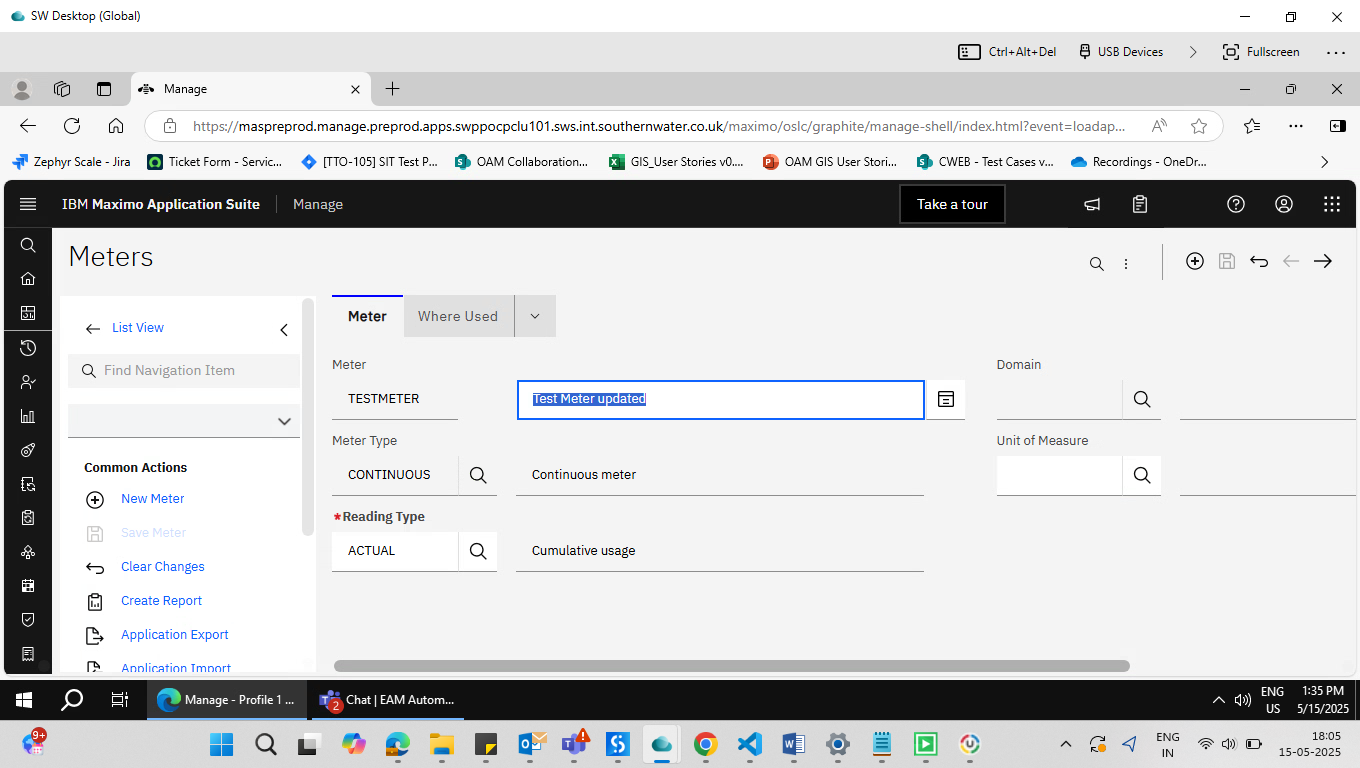 SW Desktop (Global)
Ctrl+Alt+Del USB Devices Fullscreen
Manage
https://maspreprod.manage.preprod.apps.swppocpclu101.sws.int.southernwater.co.uk/maximo/oslc/graphite/manage-shell/index.html?event=loadap...
Zephyr Scale - Jira Ticket Form - Servic... [TTO-105] SIT Test P... OAM Collaboration... GIS_User Stories v0.... OAM GIS User Stori... CWEB - Test Cases v... Recordings - OneDr...
IBM Maximo Application Suite Manage Take a tour
Meters
List View
Find Navigation Item
Common Actions
New Meter
Save Meter
Clear Changes
Create Report
Application Export
Application Import
Meter Where Used
Meter Domain
TESTMETER Test Meter updated
Meter Type Unit of Measure
CONTINUOUS Continuous meter
*Reading Type
ACTUAL Cumulative usage
Manage - Profile 1 ... 2 Chat | EAM Autom... ENG US 1:35 PM 5/15/2025
9+ ENG IN 18:05 15-05-2025